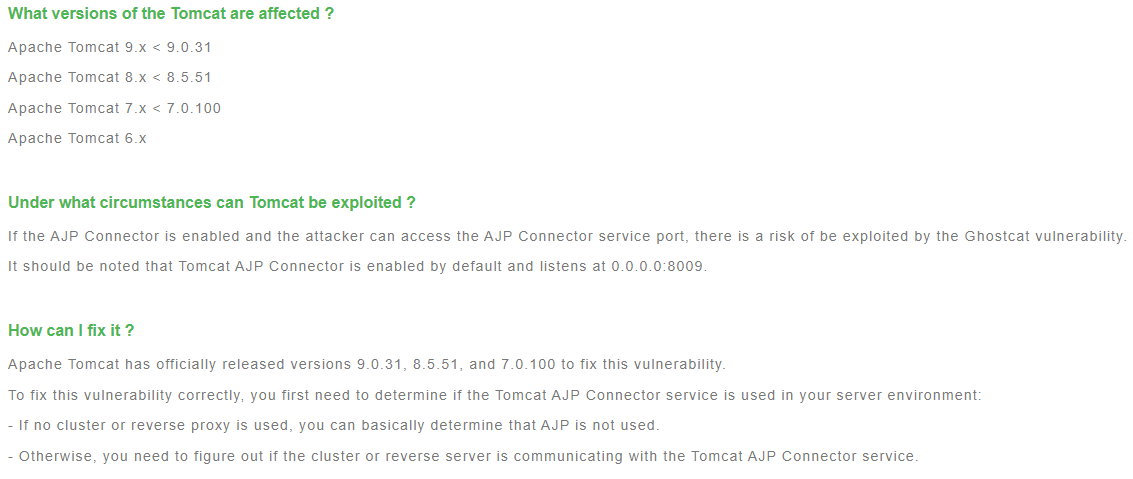 What versions of the Tomcat are affected ?
Apache Tomcat 9.x < 9.0.31
Apache Tomcat 8.x < 8.5.51
Apache Tomcat 7.x < 7.0.100
Apache Tomcat 6.x
Under what circumstances can Tomcat be exploited ?
If the AJP Connector is enabled and the attacker can access the AJP Connector service port, there is a risk of be exploited by the Ghostcat vulnerability.
It should be noted that Tomcat AJP Connector is enabled by default and listens at 0.0.0.0:8009.
How can I fix it ?
Apache Tomcat has officially released versions 9.0.31, 8.5.51, and 7.0.100 to fix this vulnerability.
To fix this vulnerability correctly, you first need to determine if the Tomcat AJP Connector service is used in your server environment:
- If no cluster or reverse proxy is used, you can basically determine that AJP is not used.
- Otherwise, you need to figure out if the cluster or reverse server is communicating with the Tomcat AJP Connector service.